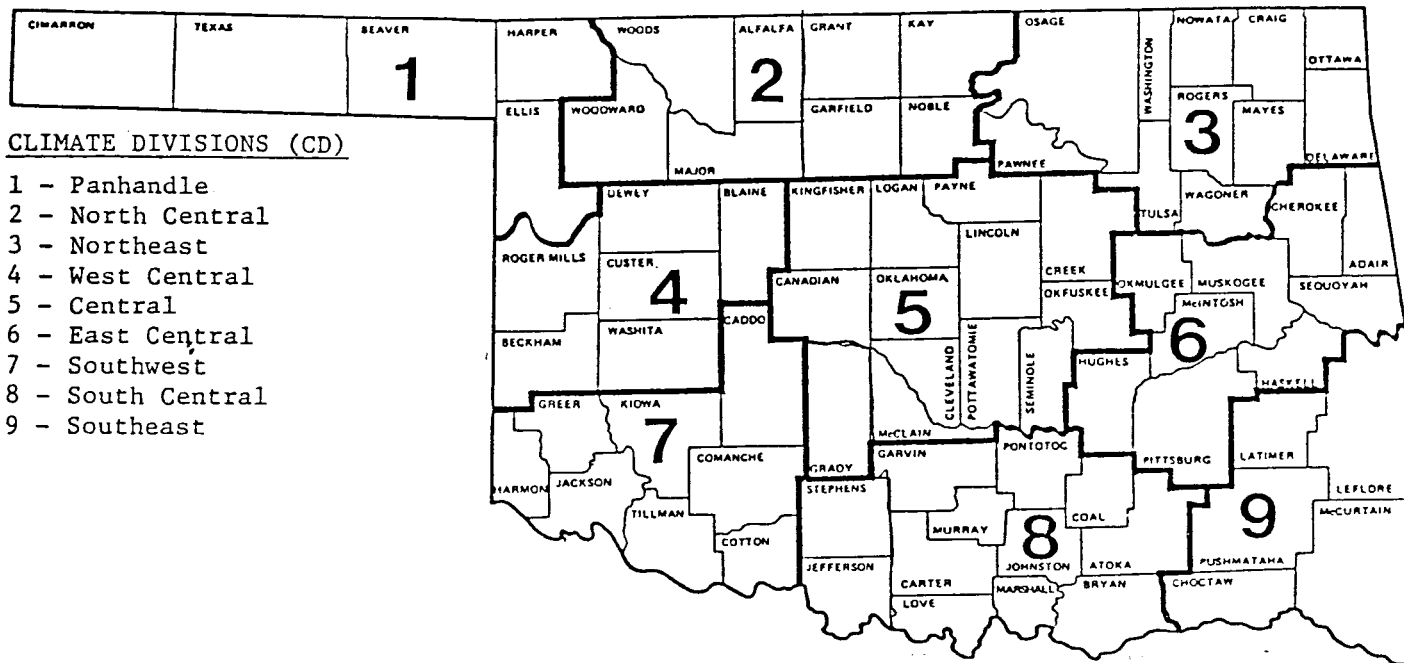 CIMARRON
TEXAS
BEAVER
HARPER
WOODS
ALFALFA
GRANT
KAY
OSAGE
NOWATA
CRAIG
OTTAWA
WASHINGTON
1
2
3
ELLIS
WOODWARD
GARFIELD
NOBLE
ROGERS
MAYES
CLIMATE DIVISIONS (CD)
1 - Panhandle
2 - North Central
3 - Northeast
4 - West Central
5 - Central
6 - East Central
7 - Southwest
8 - South Central
9 - Southeast
MAJOR
PAWNEE
DELAWARE
DEWEY
BLAINE
KINGFISHER
LOGAN
PAYNE
TULSA
WAGONER
CHEROKEE
LINCOLN
ROGER MILLS
CUSTER
CANADIAN
OKLAHOMA
CREEK
OKMULGEE
MUSKOGEE
ADAIR
SEQUOYAH
OKFUSKEE
McINTOSH
4
5
6
WASHITA
CADDO
BECKHAM
HUGHES
HASKELL
CLEVELAND
POTTAWATOMIE
SEMINOLE
GREER
KIOWA
7
McCLAIN
COMANCHE
GRADY
GARVIN
PONTOTOC
PITTSBURG
LATIMER
HARMON
JACKSON
STEPHENS
LEFLORE
TILLMAN
McCURTAIN
COAL
MURRAY
8
9
COTTON
JEFFERSON
JOHNSTON
ATOKA
PUSHMATAHA
CARTER
MARSHALL
BRYAN
CHOCTAW
LOVE